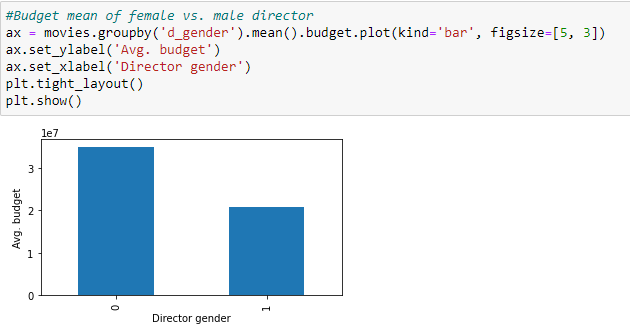 #Budget mean of female vs. male director
ax = movies.groupby('d_gender').mean().budget.plot(kind='bar', figsize=[5, 3])
ax.set_ylabel('Avg. budget')
ax.set_xlabel('Director gender')
plt.tight_layout()
plt.show()
1e7
3
2
1
0
Avg. budget
0 1
Director gender